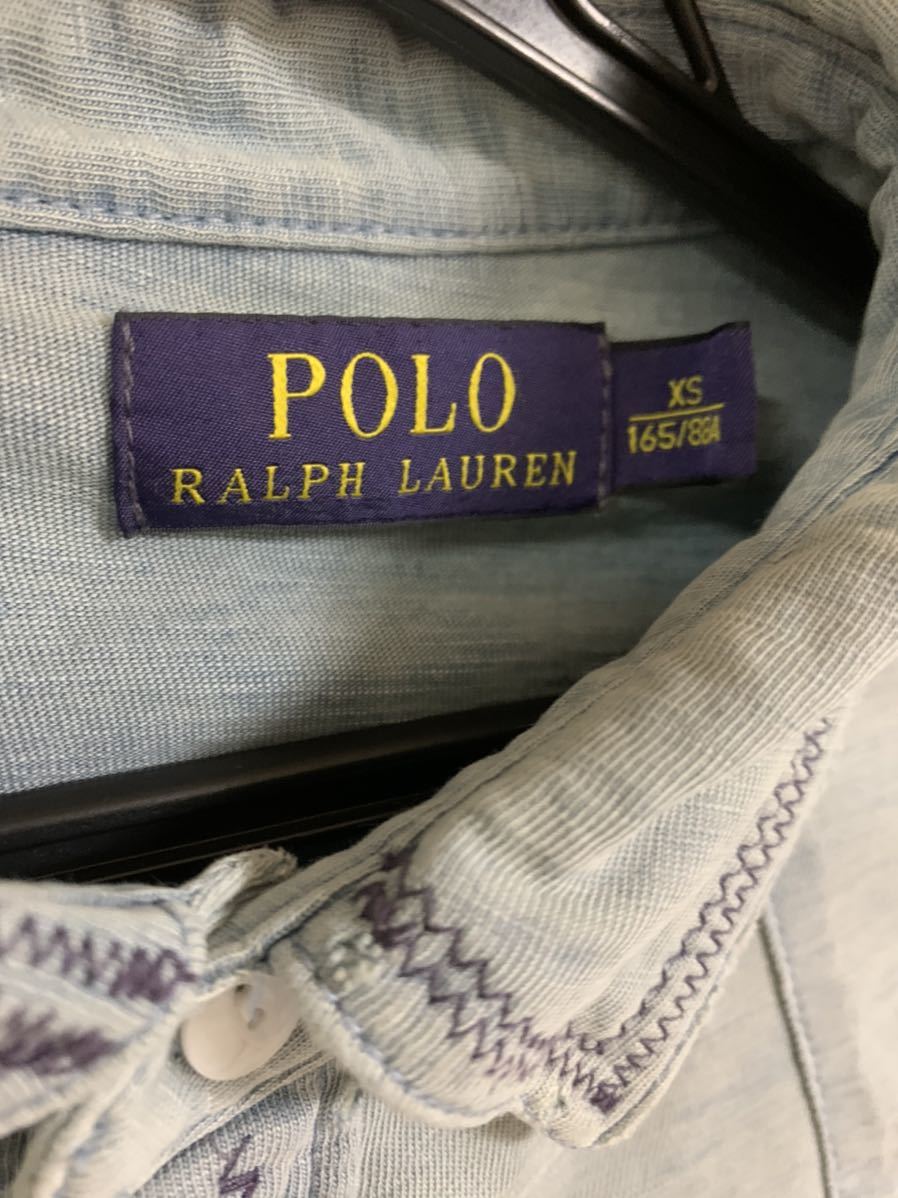 POLO
RALPH LAUREN
XS
165/88A